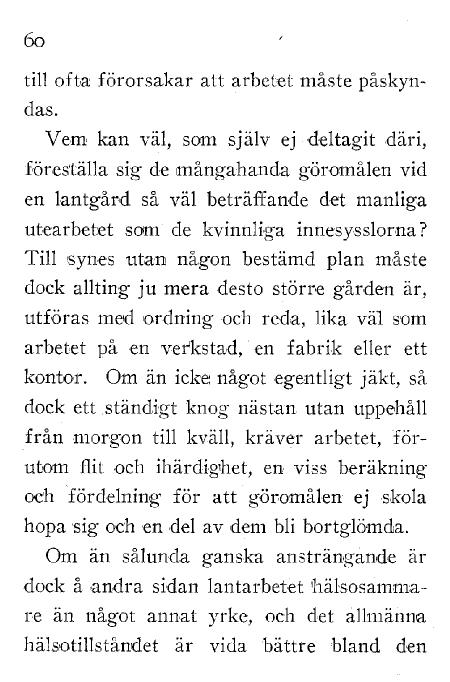 60
till ofta förorsakar att arbetet måste påskyn-
das.
Vem kan väl, som själv ej deltagit däri,
föreställa sig de mångahanda göromålen vid
en lantgård så väl beträffande det manliga
utearbetet som de kvinnliga innesysslorna?
Till synes utan någon bestämd plan måste
dock allting ju mera desto större gården är,
utföras med ordning och reda, lika väl som
arbetet på en verkstad, en fabrik eller ett
kontor. Om än icke något egentligt jäkt, så
dock ett ständigt knog nästan utan uppehåll
från morgon till kväll, kräver arbetet, för-
utom flit och ihärdighet, en viss beräkning
och fördelning för att göromålen ej skola
hopa sig och en del av dem bli bortglömda.
Om än sålunda ganska ansträngande är
dock å andra sidan lantarbetet hälsosamma-
re än något annat yrke, och det allmänna
hälsotillståndet är vida bättre bland den